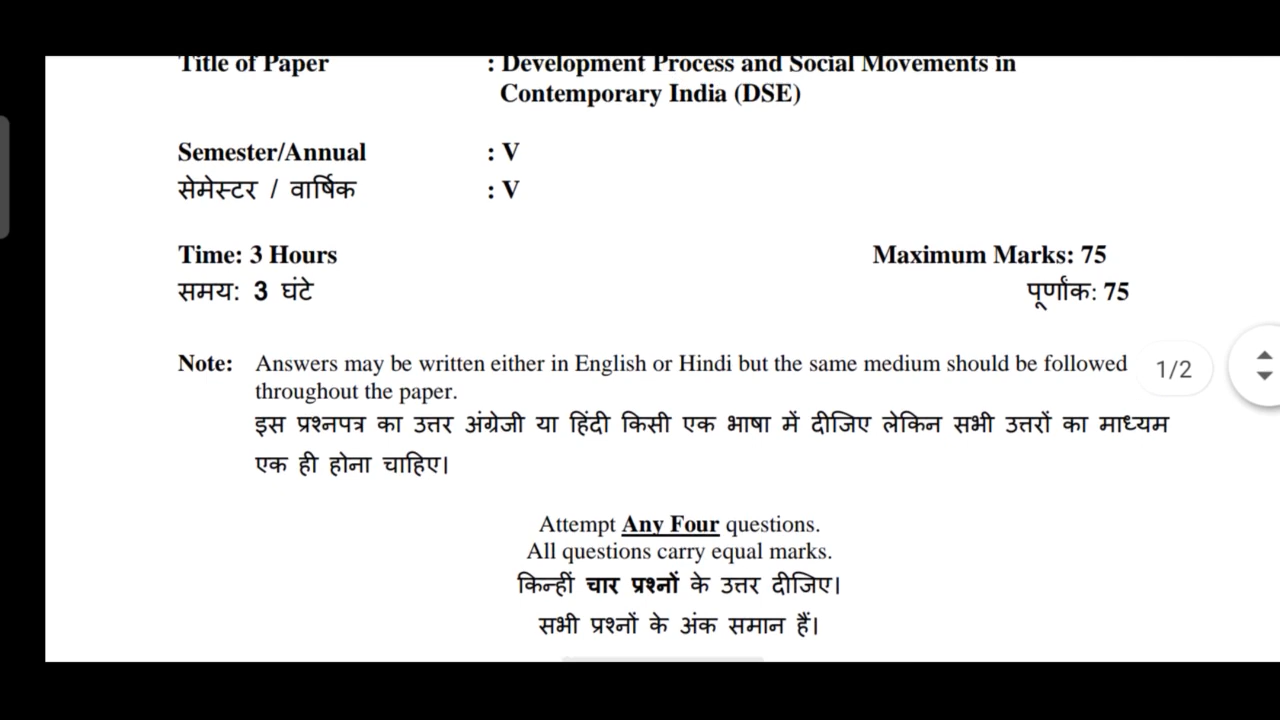 Title of Paper : Development Process and Social Movements in
Contemporary India (DSE)
Semester/Annual : V
सेमेस्टर / वार्षिक : V
Time: 3 Hours Maximum Marks: 75
समय: 3 घंटे पूर्णांक: 75
Note: Answers may be written either in English or Hindi but the same medium should be followed
throughout the paper.
1/2
इस प्रश्नपत्र का उत्तर अंग्रेजी या हिंदी किसी एक भाषा में दीजिए लेकिन सभी उत्तरों का माध्यम
एक ही होना चाहिए।
Attempt Any Four questions.
All questions carry equal marks.
किन्हीं चार प्रश्नों के उत्तर दीजिए।
सभी प्रश्नों के अंक समान हैं।